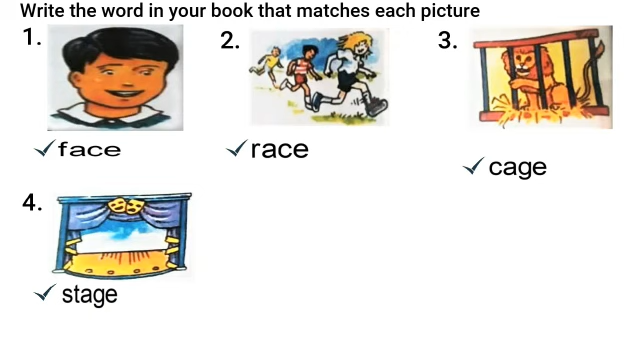 Write the word in your book that matches each picture
1.
2.
3.
✓face
✓race
✓cage
4.
✓stage